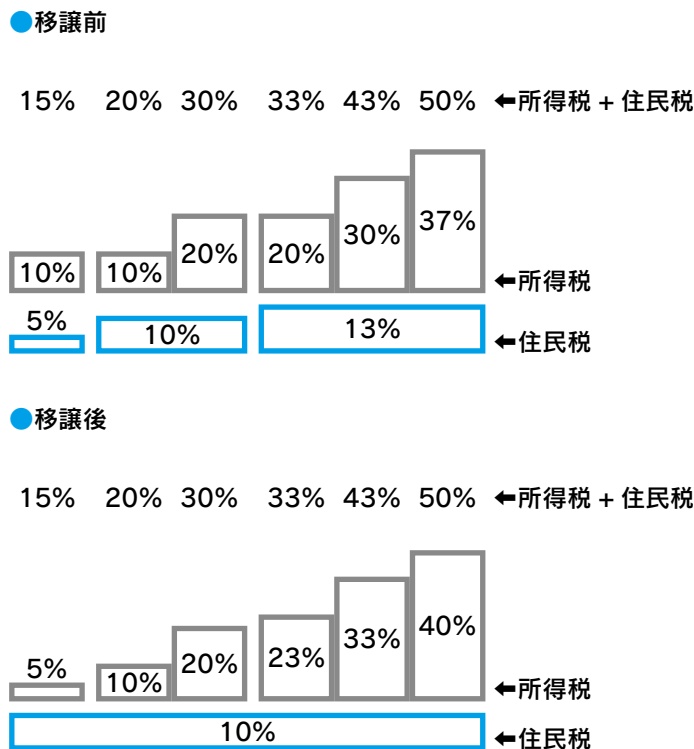 ●移譲前
15% 20% 30% 33% 43% 50% ⬅所得税 + 住民税
10% 10% 20% 20% 30% 37% ⬅所得税
5% 10% 13% ⬅住民税
●移譲後
15% 20% 30% 33% 43% 50% ⬅所得税 + 住民税
5% 10% 20% 23% 33% 40% ⬅所得税
10% ⬅住民税